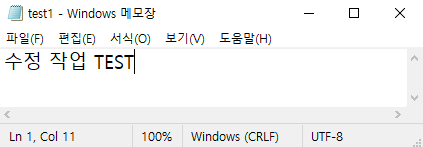 test1 - Windows 메모장
파일(F) 편집(E) 서식(O) 보기(V) 도움말(H)
수정 작업 TEST
Ln 1, Col 11 100% Windows (CRLF) UTF-8